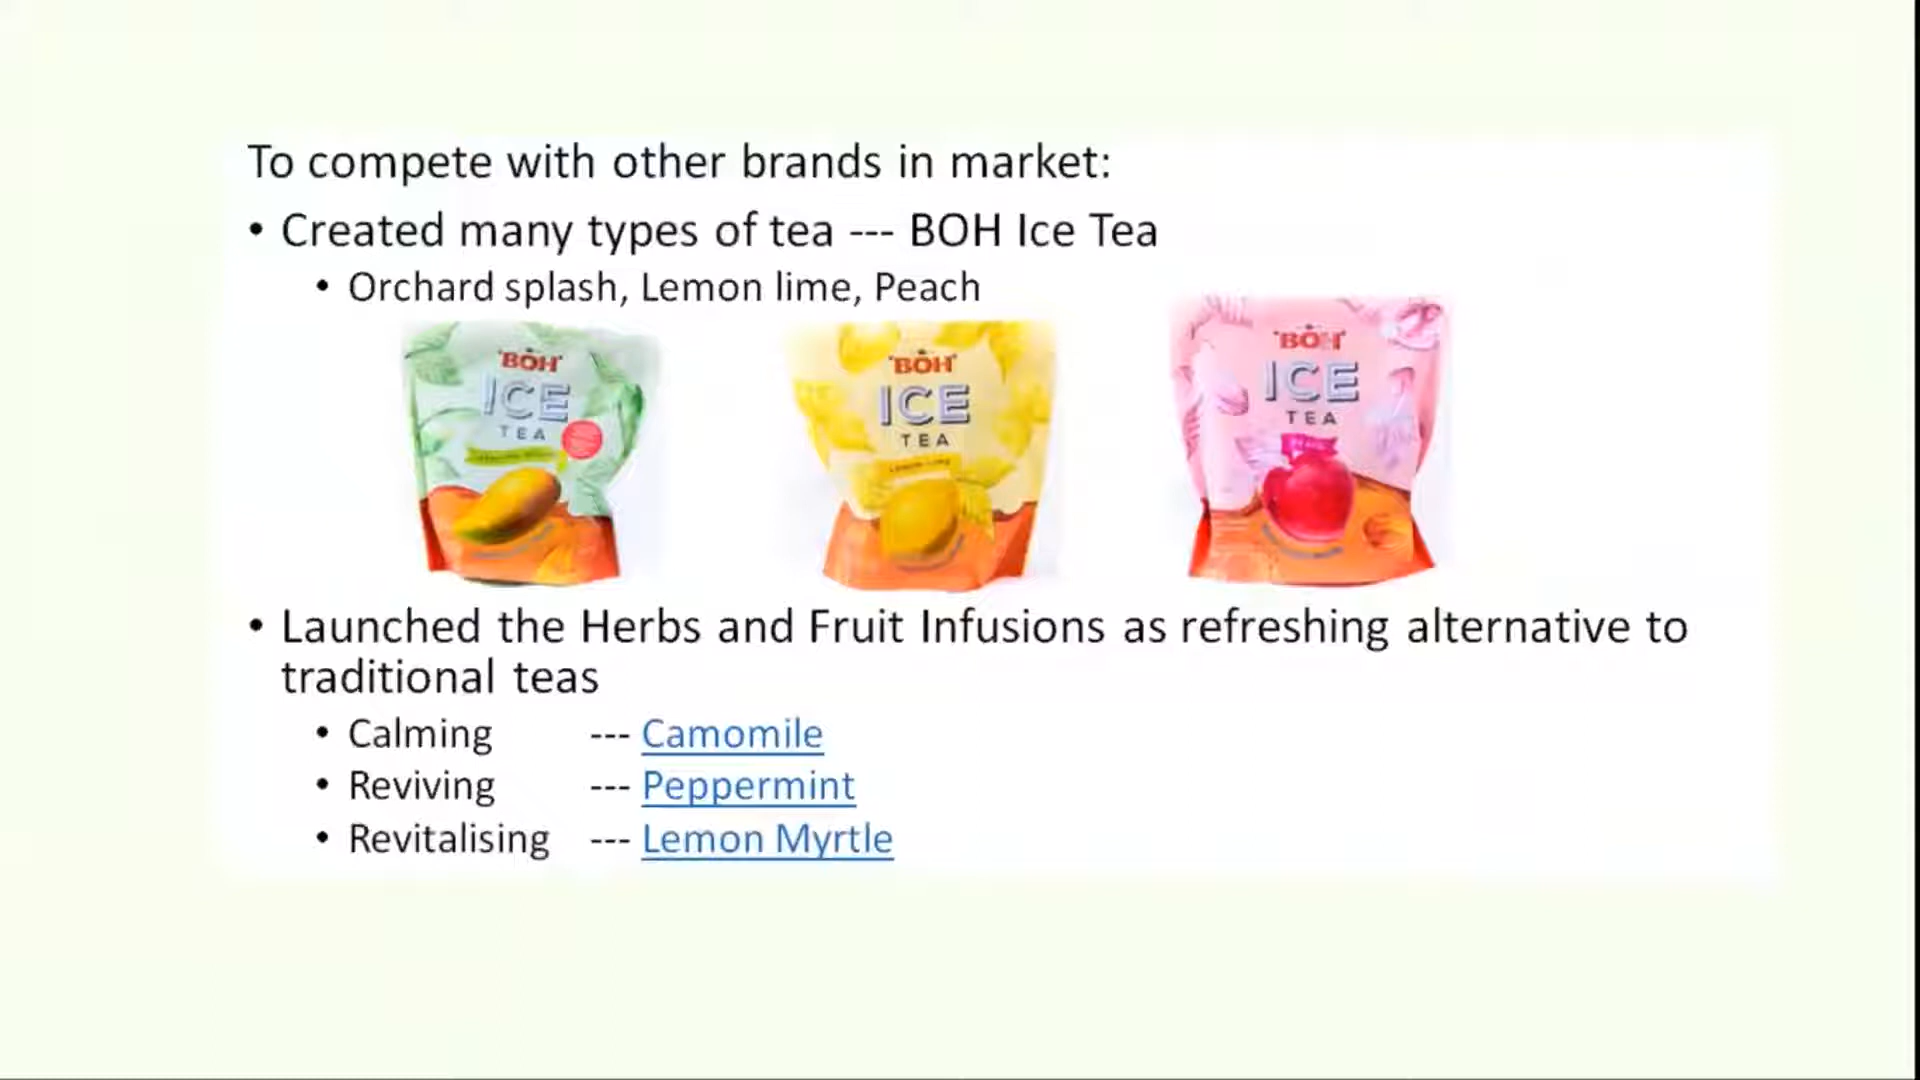 To compete with other brands in market:
• Created many types of tea --- BOH Ice Tea
• Orchard splash, Lemon lime, Peach
BOH
ICE
TEA
BOH
ICE
TEA
Lemon Lime
BOH
ICE
TEA
• Launched the Herbs and Fruit Infusions as refreshing alternative to
traditional teas
• Calming --- Camomile
• Reviving --- Peppermint
• Revitalising --- Lemon Myrtle